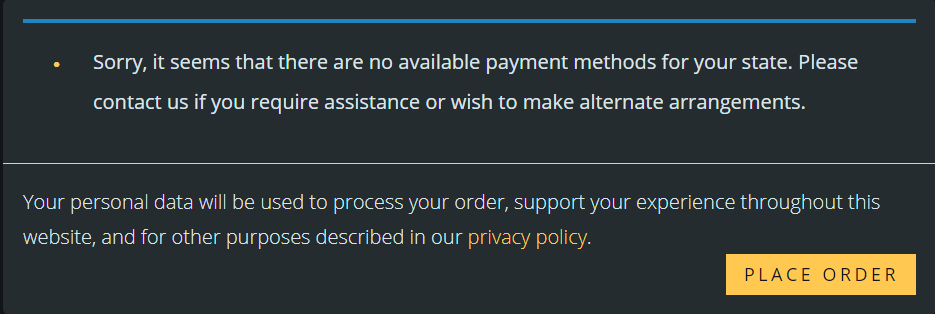 Sorry, it seems that there are no available payment methods for your state. Please
contact us if you require assistance or wish to make alternate arrangements.
Your personal data will be used to process your order, support your experience throughout this
website, and for other purposes described in our privacy policy.
PLACE ORDER